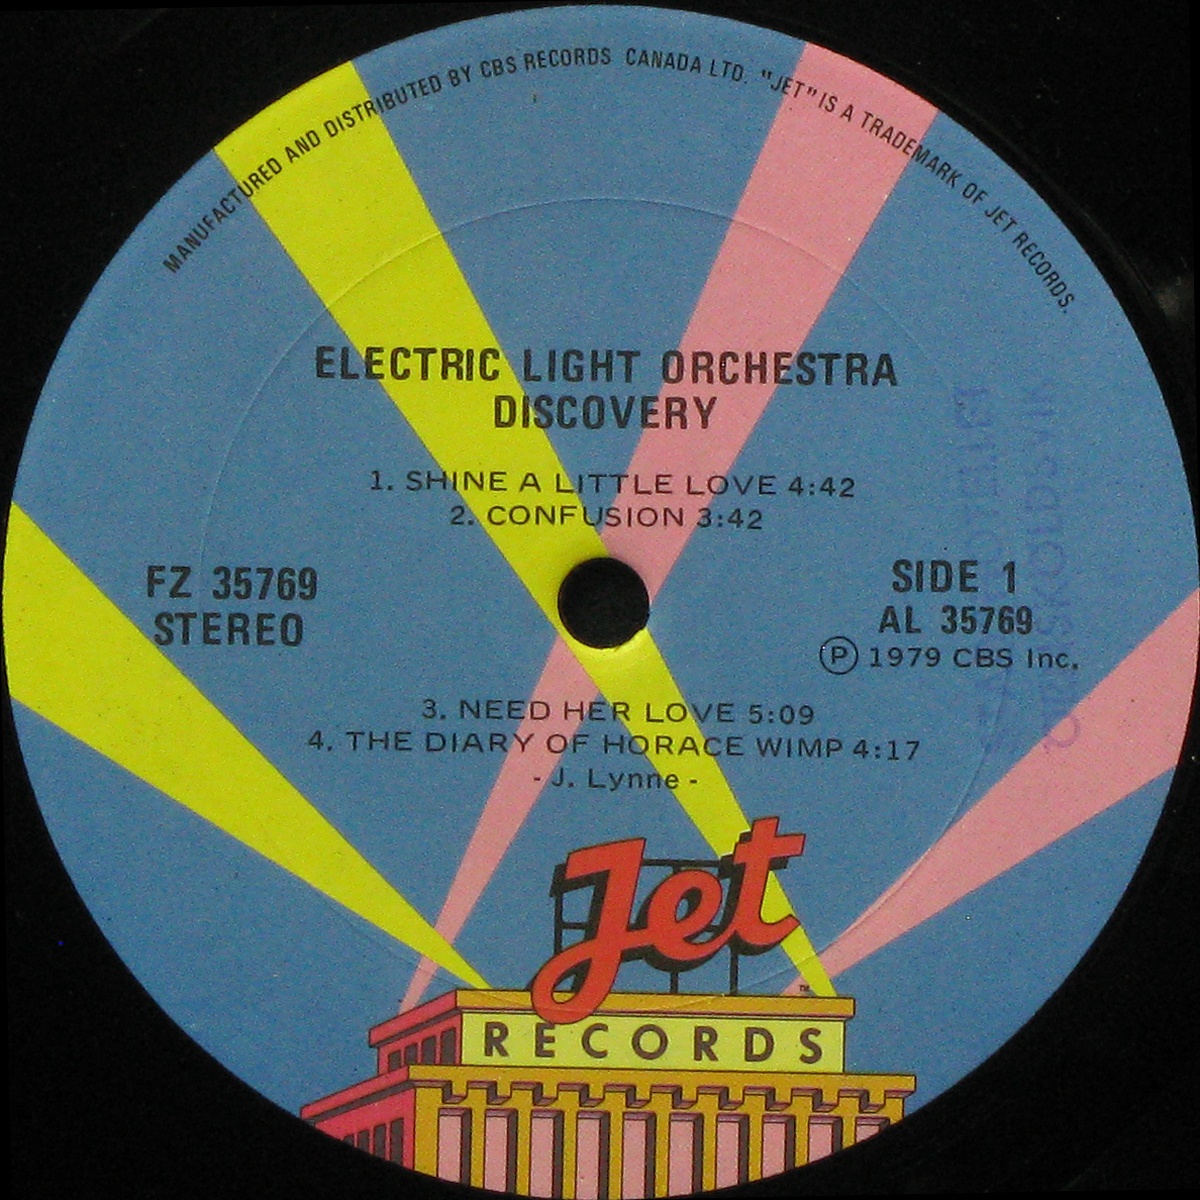 MANUFACTURED AND DISTRIBUTED BY CBS RECORDS CANADA LTD. "JET" IS A TRADEMARK OF JET RECORDS.
ELECTRIC LIGHT ORCHESTRA
DISCOVERY
1. SHINE A LITTLE LOVE 4:42
2. CONFUSION 3:42
FZ 35769
STEREO
SIDE 1
AL 35769
Ⓟ 1979 CBS Inc.
3. NEED HER LOVE 5:09
4. THE DIARY OF HORACE WIMP 4:17
- J. Lynne -
Jet
TM
RECORDS